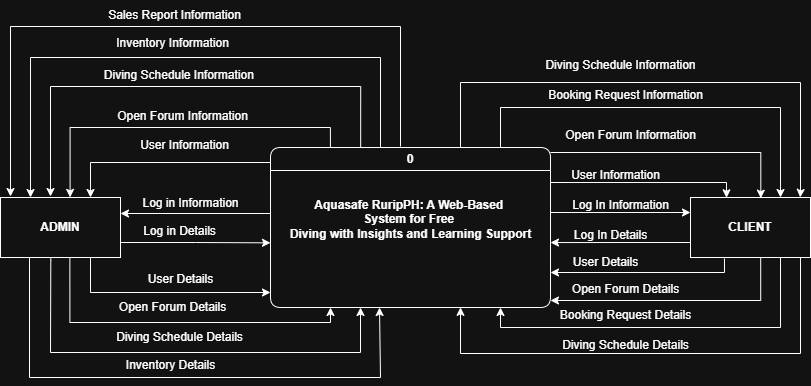 Sales Report Information
Inventory Information
Diving Schedule Information
Open Forum Information
User Information
Log in Information
Log in Details
User Details
Open Forum Details
Diving Schedule Details
Inventory Details
ADMIN
0
Aquasafe RuripPH: A Web-Based
System for Free
Diving with Insights and Learning Support
Diving Schedule Information
Booking Request Information
Open Forum Information
User Information
Log In Information
Log In Details
User Details
Open Forum Details
Booking Request Details
Diving Schedule Details
CLIENT